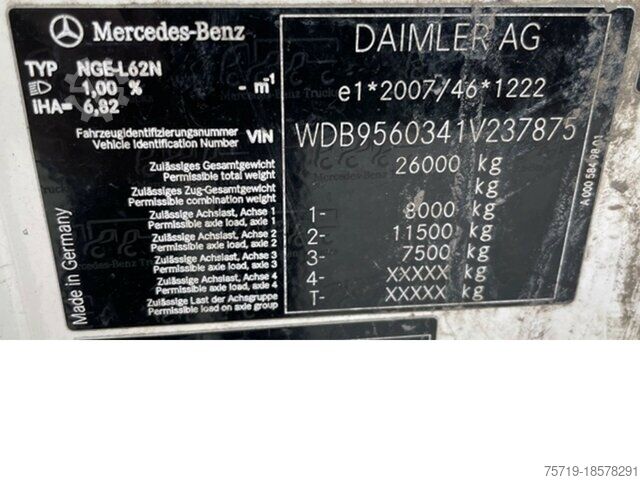 Mercedes-Benz
DAIMLER AG
TYP NGE-L62N
1,00 % - m-1
e1*2007/46*1222
IHA= 6,82
Fahrzeugidentifizierungsnummer
Vehicle Identification Number VIN WDB9560341V237875
Zulässiges Gesamtgewicht
Permissible total weight 26000 kg
Zulässiges Zug-Gesamtgewicht
Permissible combination weight kg
Zulässige Achslast, Achse 1
Permissible axle load, axle 1 1- 8000 kg
Zulässige Achslast, Achse 2
Permissible axle load, axle 2 2- 11500 kg
Zulässige Achslast, Achse 3
Permissible axle load, axle 3 3- 7500 kg
Zulässige Achslast, Achse 4
Permissible axle load, axle 4 4- XXXXX kg
Zulässige Last der Achsgruppe
Permissible load on axle group T- XXXXX kg
Made in Germany
A 000 584 98 01
75719-18578291